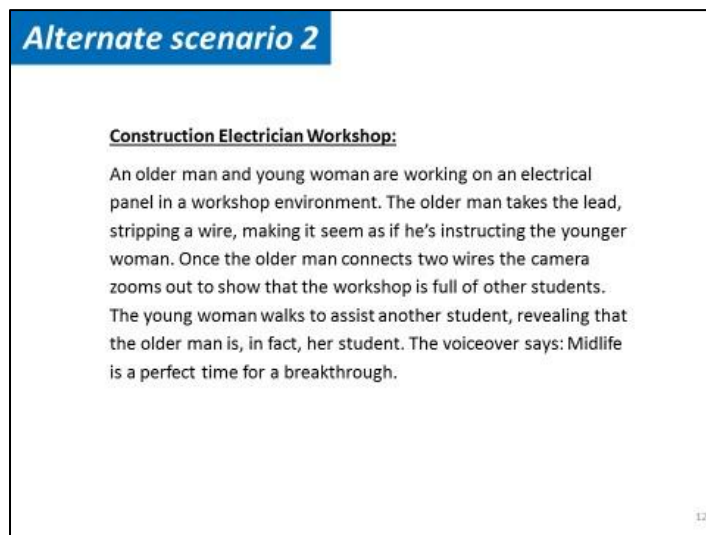 Alternate scenario 2
Construction Electrician Workshop:
An older man and young woman are working on an electrical
panel in a workshop environment. The older man takes the lead,
stripping a wire, making it seem as if he's instructing the younger
woman. Once the older man connects two wires the camera
zooms out to show that the workshop is full of other students.
The young woman walks to assist another student, revealing that
the older man is, in fact, her student. The voiceover says: Midlife
is a perfect time for a breakthrough.
12